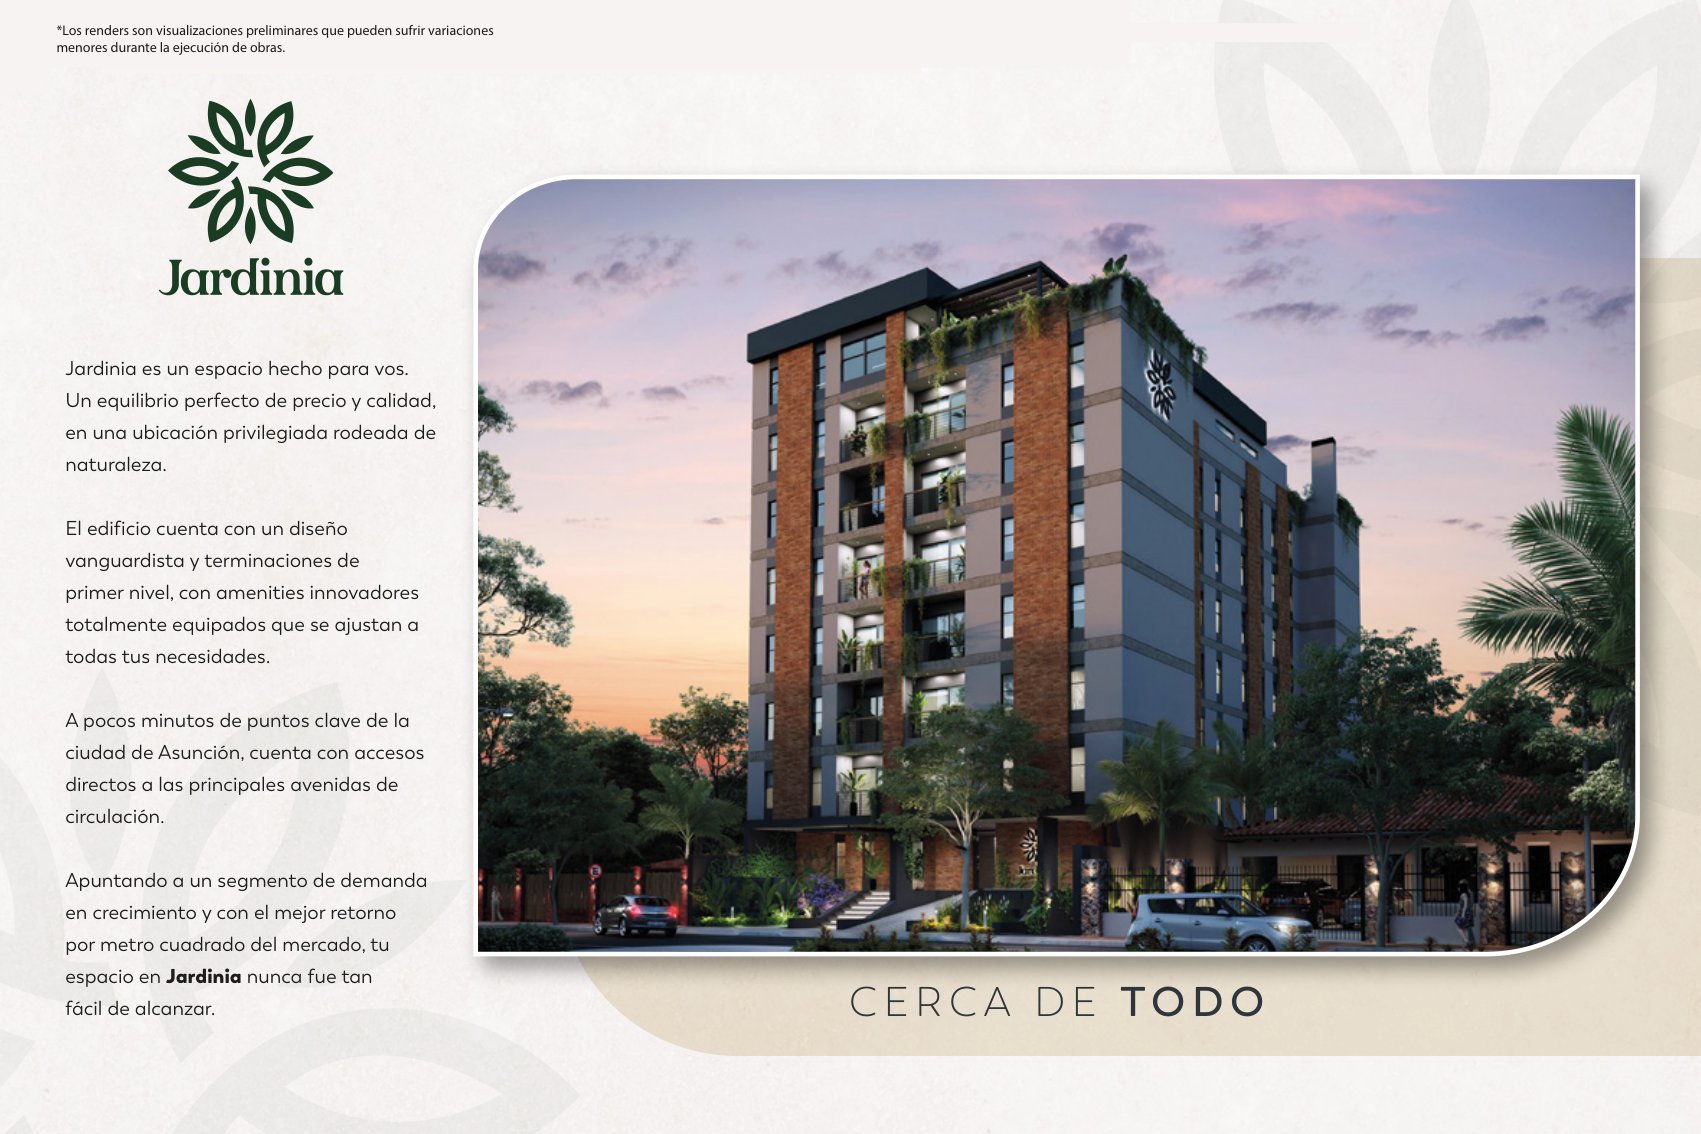 *Los renders son visualizaciones preliminares que pueden sufrir variaciones
menores durante la ejecución de obras.
Jardinia
Jardinia es un espacio hecho para vos.
Un equilibrio perfecto de precio y calidad,
en una ubicación privilegiada rodeada de
naturaleza.
El edificio cuenta con un diseño
vanguardista y terminaciones de
primer nivel, con amenities innovadores
totalmente equipados que se ajustan a
todas tus necesidades.
A pocos minutos de puntos clave de la
ciudad de Asunción, cuenta con accesos
directos a las principales avenidas de
circulación.
Apuntando a un segmento de demanda
en crecimiento y con el mejor retorno
por metro cuadrado del mercado, tu
espacio en Jardinia nunca fue tan
fácil de alcanzar.
CERCA DE TODO